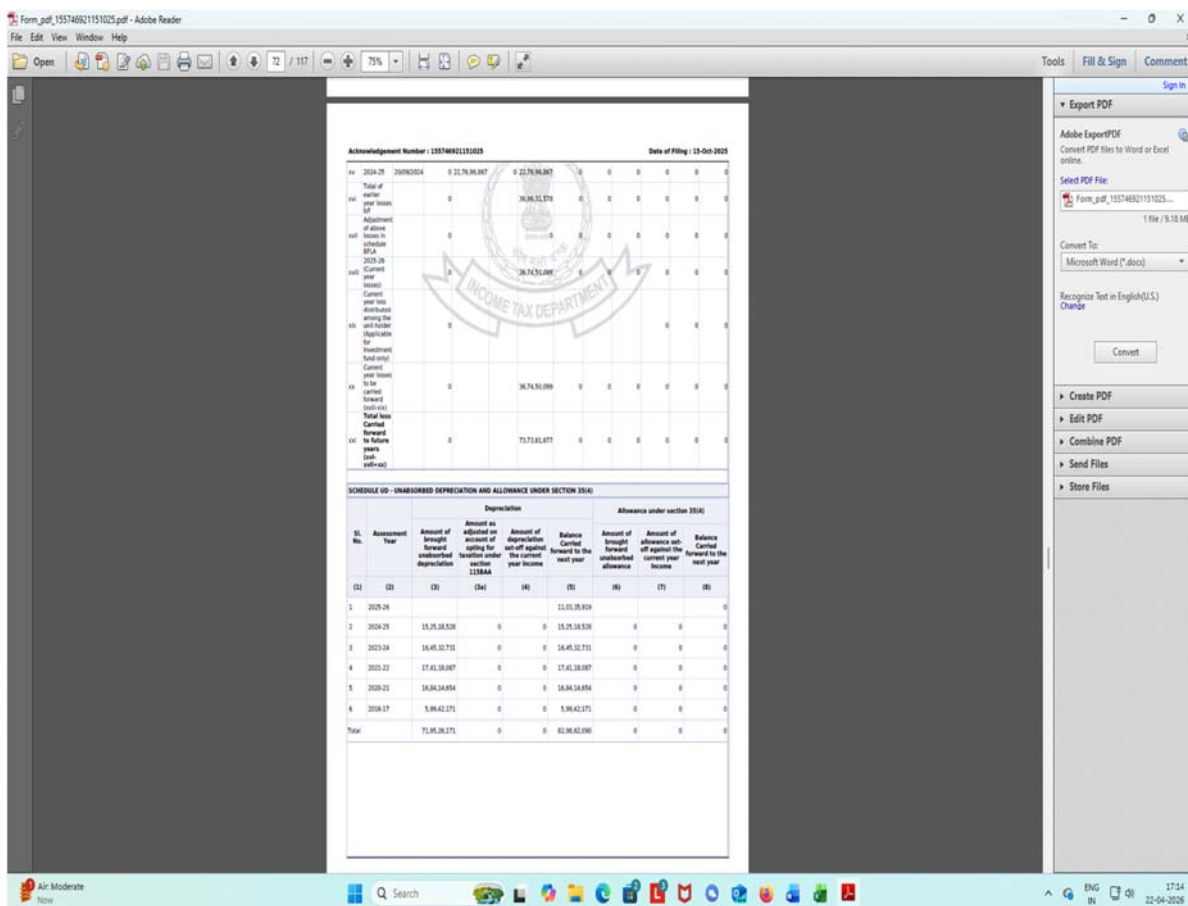 Form_pdf_155746921151025.pdf - Adobe Reader
File Edit View Window Help
Open 72 / 117 75% Tools Fill & Sign Comment
Sign In
Export PDF
Adobe ExportPDF
Convert PDF files to Word or Excel online.
Select PDF File:
Form_pdf_155746921151025....
1 file / 9.18 MB
Convert To:
Microsoft Word (*.docx)
Recognize Text in English(U.S.)
Change
Convert
Create PDF
Edit PDF
Combine PDF
Send Files
Store Files
Acknowledgement Number : 155746921151025 Date of Filing : 15-Oct-2025
xv 2024-25 20/09/2024 0 22,76,96,867 0 22,76,96,867 0 0 0 0 0 0
xvi Total of earlier year losses b/f 0 36,99,31,578 0 0 0 0 0 0
xvii Adjustment of above losses in schedule BFLA 0 0 0 0 0 0 0 0
xviii 2025-26 (Current year losses) 0 36,74,50,099 0 0 0 0 0 0
xix Current year loss distributed among the unit-holder (Applicable for Investment fund only) 0 0 0 0 0
xx Current year losses to be carried forward (xviii-xix) 0 36,74,50,099 0 0 0 0 0 0
xxi Total loss Carried forward to future years (xvi-xvii+xx) 0 73,73,81,677 0 0 0 0 0 0
INCOME TAX DEPARTMENT
SCHEDULE UD - UNABSORBED DEPRECIATION AND ALLOWANCE UNDER SECTION 35(4)
Depreciation Allowance under section 35(4)
Sl. No. Assessment Year Amount of brought forward unabsorbed depreciation Amount as adjusted on account of opting for taxation under section 115BAA Amount of depreciation set-off against the current year income Balance Carried forward to the next year Amount of brought forward unabsorbed allowance Amount of allowance set-off against the current year income Balance Carried forward to the next year
(1) (2) (3) (3a) (4) (5) (6) (7) (8)
1 2025-26 11,03,35,919 0
2 2024-25 15,25,18,528 0 0 15,25,18,528 0 0 0
3 2023-24 16,45,32,731 0 0 16,45,32,731 0 0 0
4 2021-22 17,41,18,087 0 0 17,41,18,087 0 0 0
5 2020-21 16,84,14,654 0 0 16,84,14,654 0 0 0
6 2016-17 5,99,42,171 0 0 5,99,42,171 0 0 0
Total 71,95,26,171 0 0 82,98,62,090 0 0 0
Air: Moderate
Now
Search
ENG
IN
17:14
22-04-2026